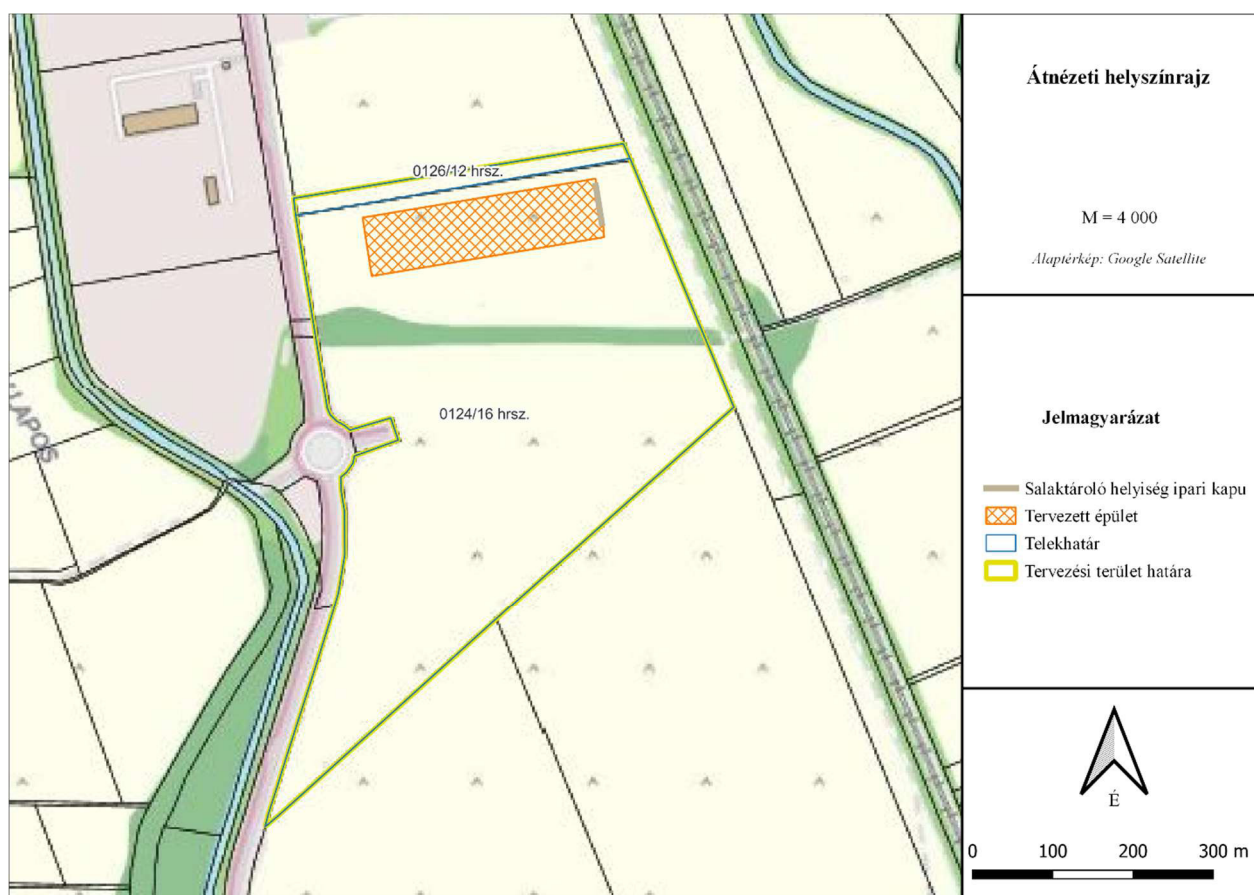 Átnézeti helyszínrajz
M = 4 000
Alaptérkép: Google Satellite
0126/12 hrsz.
0124/16 hrsz.
LAPOS
Jelmagyarázat
Salaktároló helyiség ipari kapu
Tervezett épület
Telekhatár
Tervezési terület határa
É
0 100 200 300 m